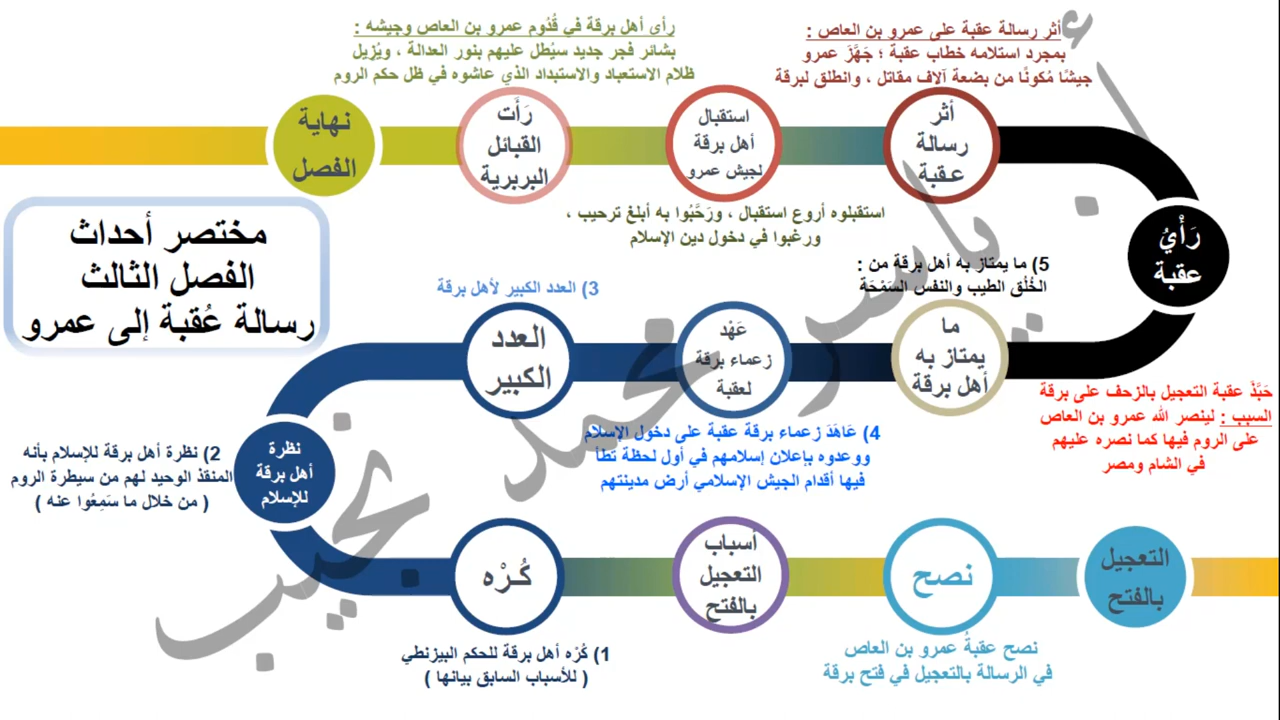 مختصر أحداث
الفصل الثالث
رسالة عُقبة إلى عمرو
التعجيل
بالفتح
نصح
نصح عقبةُ عمرو بن العاص
في الرسالة بالتعجيل في فتح برقة
أسباب
التعجيل
بالفتح
كُـرْه
1) كُرْه أهل برقة للحكم البيزنطي
( للأسباب السابق بيانها )
نظرة
أهل برقة
للإسلام
2) نظرة أهل برقة للإسلام بأنه
المنقذ الوحيد لهم من سيطرة الروم
( من خلال ما سَمِعُوا عنه )
العدد
الكبير
3) العدد الكبير لأهل برقة
عَهْد
زعماء برقة
لعقبة
4) عَاهَدَ زعماء برقة عقبة على دخول الإسلام
ووعدوه بإعلان إسلامهم في أول لحظة تطأ
فيها أقدام الجيش الإسلامي أرض مدينتهم
ما
يمتاز به
أهل برقة
5) ما يمتاز به أهل برقة من :
الخُلُق الطيب والنفس السَمْحَة
رَأْيُ
عقبة
حَبَّذَ عقبة التعجيل بالزحف على برقة
السبب : لينصر الله عمرو بن العاص
على الروم فيها كما نصره عليهم
في الشام ومصر
أثر
رسالة
عـقبة
أثر رسالة عقبة على عمرو بن العاص :
بمجرد استلامه خطاب عقبة ؛ جَهَّزَ عمرو
جيشًا مُكونًا من بضعة آلاف مقاتل ، وانطلق لبرقة
استقبال
أهل برقة
لجيش عمرو
استقبلوه أروع استقبال ، ورَحَّبُوا به أبلغ ترحيب ،
ورغبوا في دخول دين الإسلام
رَأَت
القبائل
البربرية
رأى أهل برقة في قُدُوم عمرو بن العاص وجيشه :
بشائر فجر جديد سيُطل عليهم بنور العدالة ، ويُزيل
ظلام الاستعباد والاستبداد الذي عاشوه في ظل حكم الروم
نهاية
الفصل
أ. ياسر محمد نجيب